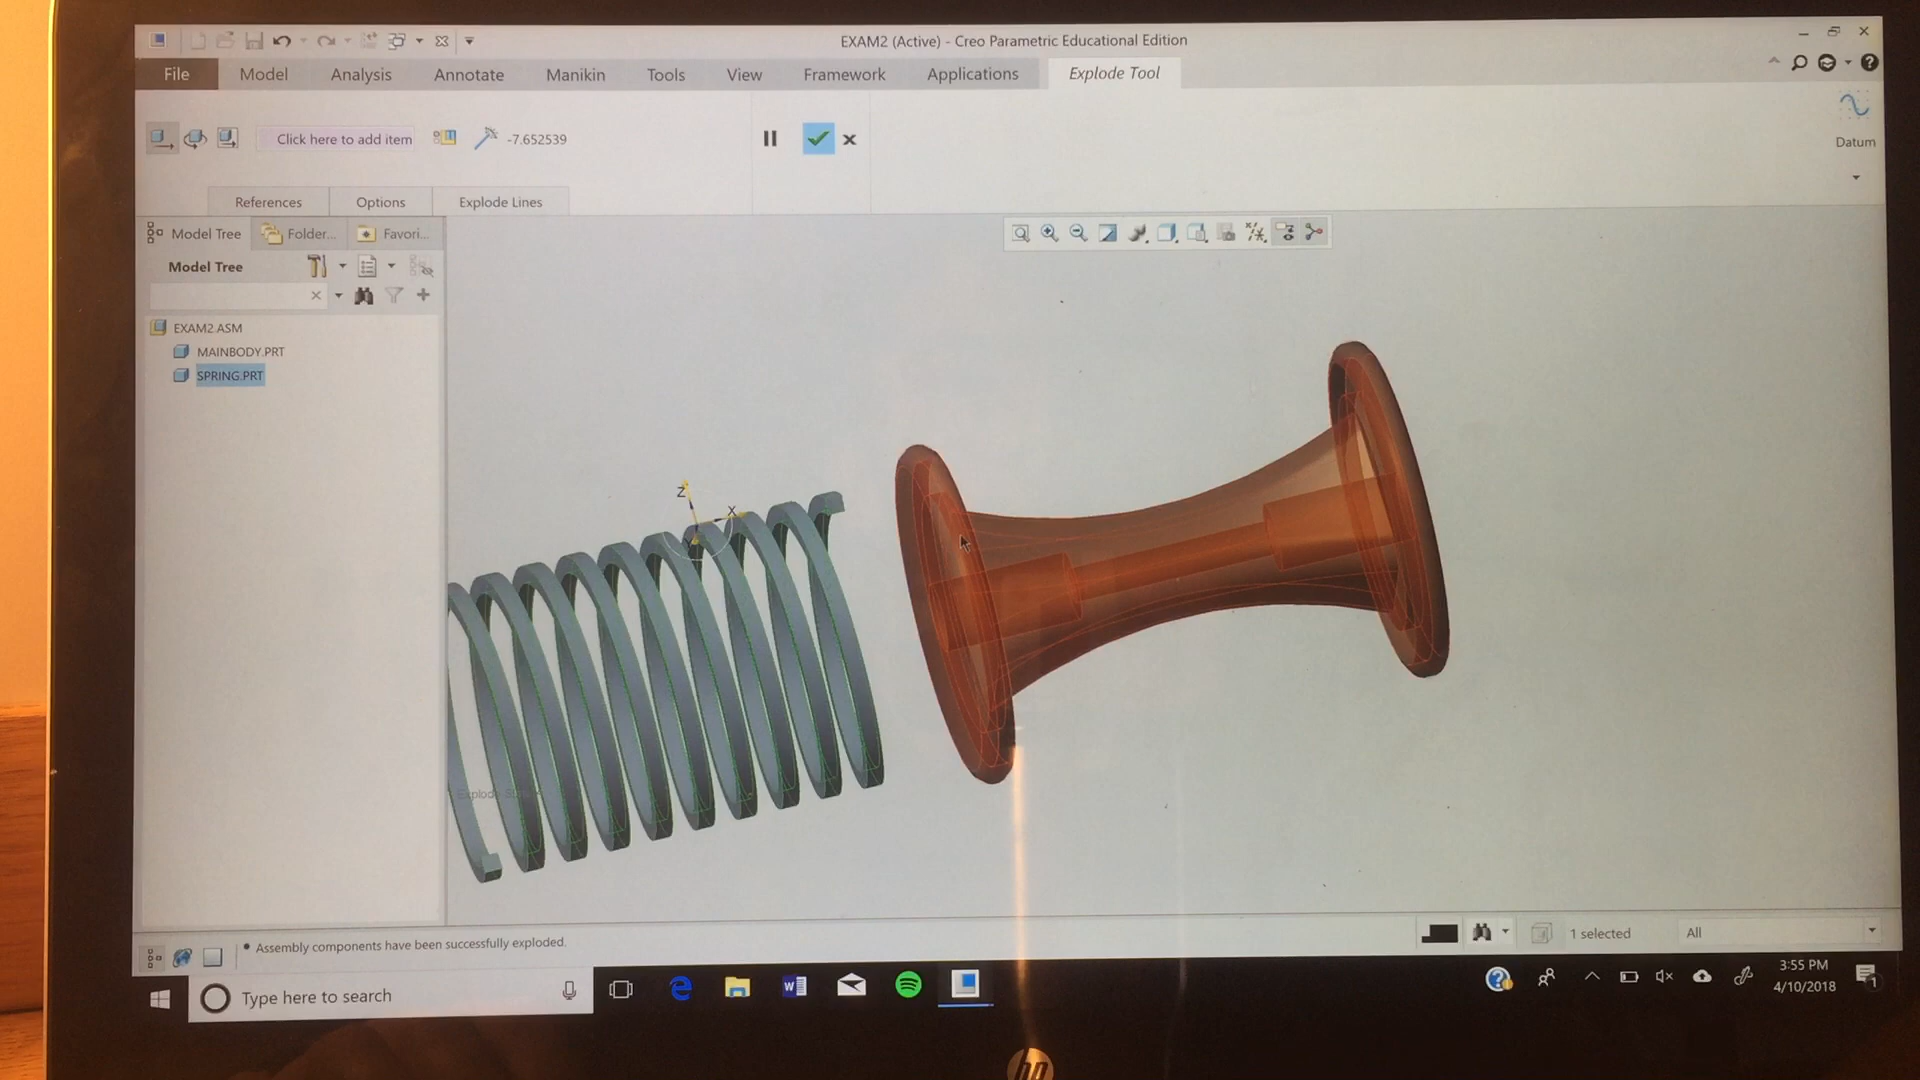 EXAM2 (Active) - Creo Parametric Educational Edition
File Model Analysis Annotate Manikin Tools View Framework Applications Explode Tool
Click here to add item -7.652539
Datum
References Options Explode Lines
Model Tree Folder... Favori...
Model Tree
EXAM2.ASM
MAINBODY.PRT
SPRING.PRT
Z
X
Assembly components have been successfully exploded.
1 selected All
Type here to search
3:55 PM
4/10/2018
1
hp